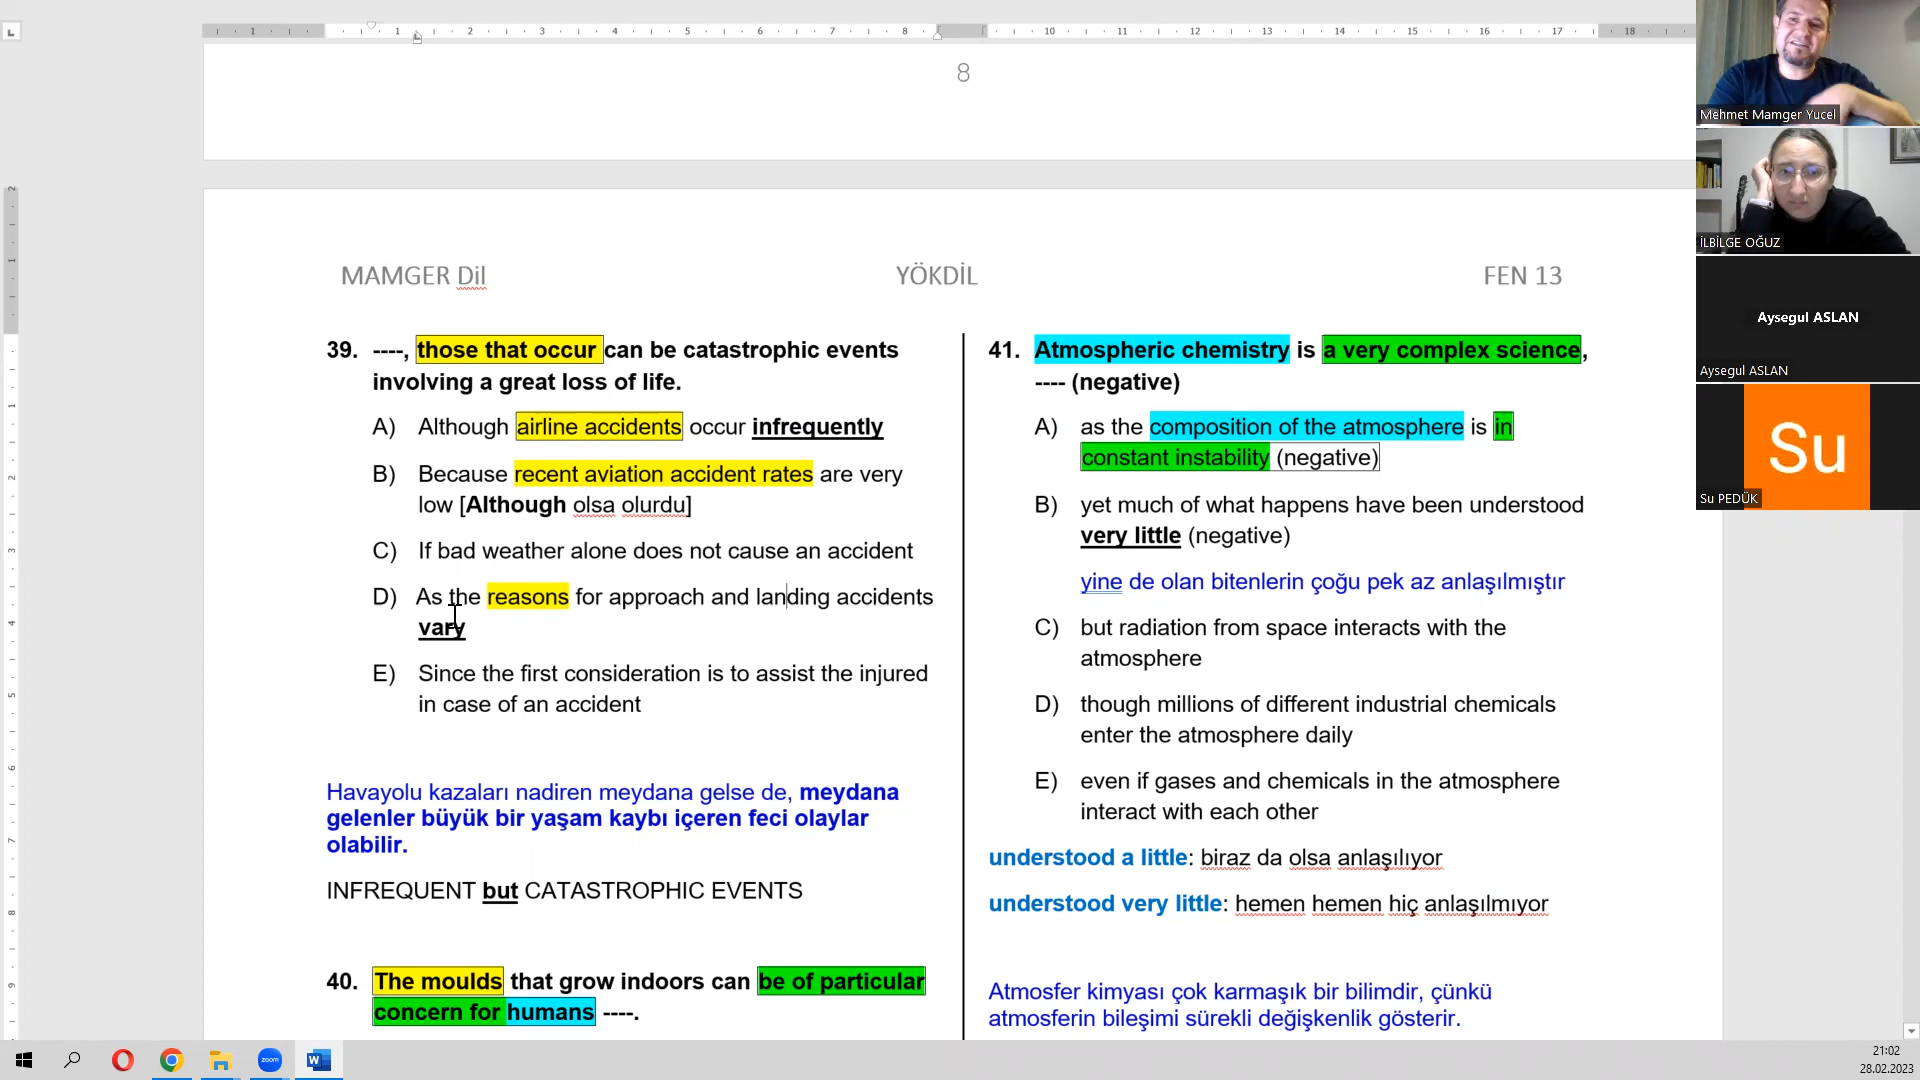 8
MAMGER Dil YÖKDİL FEN 13
39. ----, those that occur can be catastrophic events
involving a great loss of life.
A) Although airline accidents occur infrequently
B) Because recent aviation accident rates are very
low [Although olsa olurdu]
C) If bad weather alone does not cause an accident
D) As the reasons for approach and landing accidents
vary
E) Since the first consideration is to assist the injured
in case of an accident
Havayolu kazaları nadiren meydana gelse de, meydana
gelenler büyük bir yaşam kaybı içeren feci olaylar
olabilir.
INFREQUENT but CATASTROPHIC EVENTS
40. The moulds that grow indoors can be of particular
concern for humans ----.
41. Atmospheric chemistry is a very complex science,
---- (negative)
A) as the composition of the atmosphere is in
constant instability (negative)
B) yet much of what happens have been understood
very little (negative)
yine de olan bitenlerin çoğu pek az anlaşılmıştır
C) but radiation from space interacts with the
atmosphere
D) though millions of different industrial chemicals
enter the atmosphere daily
E) even if gases and chemicals in the atmosphere
interact with each other
understood a little: biraz da olsa anlaşılıyor
understood very little: hemen hemen hiç anlaşılmıyor
Atmosfer kimyası çok karmaşık bir bilimdir, çünkü
atmosferin bileşimi sürekli değişkenlik gösterir.
Mehmet Mamger Yucel
İLBİLGE OĞUZ
Aysegul ASLAN
Aysegul ASLAN
Su
Su PEDÜK
zoom
21:02
28.02.2023